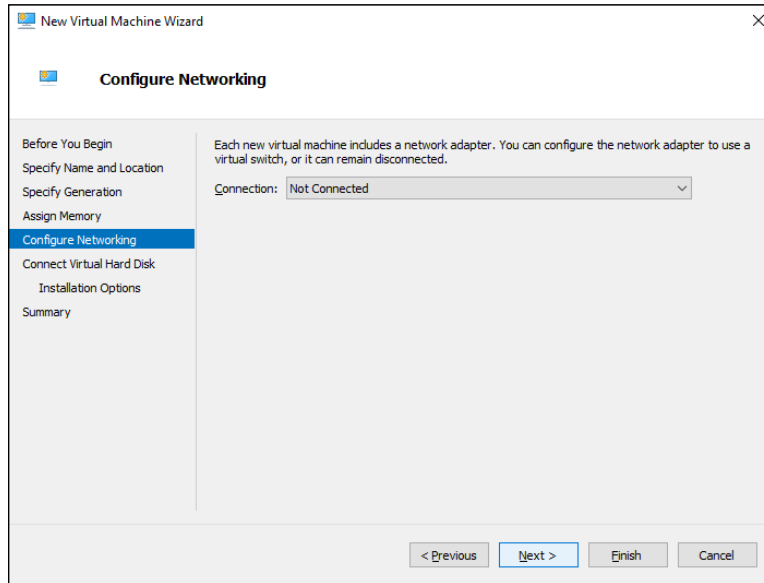 New Virtual Machine Wizard
Configure Networking
Before You Begin
Specify Name and Location
Specify Generation
Assign Memory
Configure Networking
Connect Virtual Hard Disk
Installation Options
Summary
Each new virtual machine includes a network adapter. You can configure the network adapter to use a
virtual switch, or it can remain disconnected.
Connection: Not Connected
< Previous Next > Finish Cancel